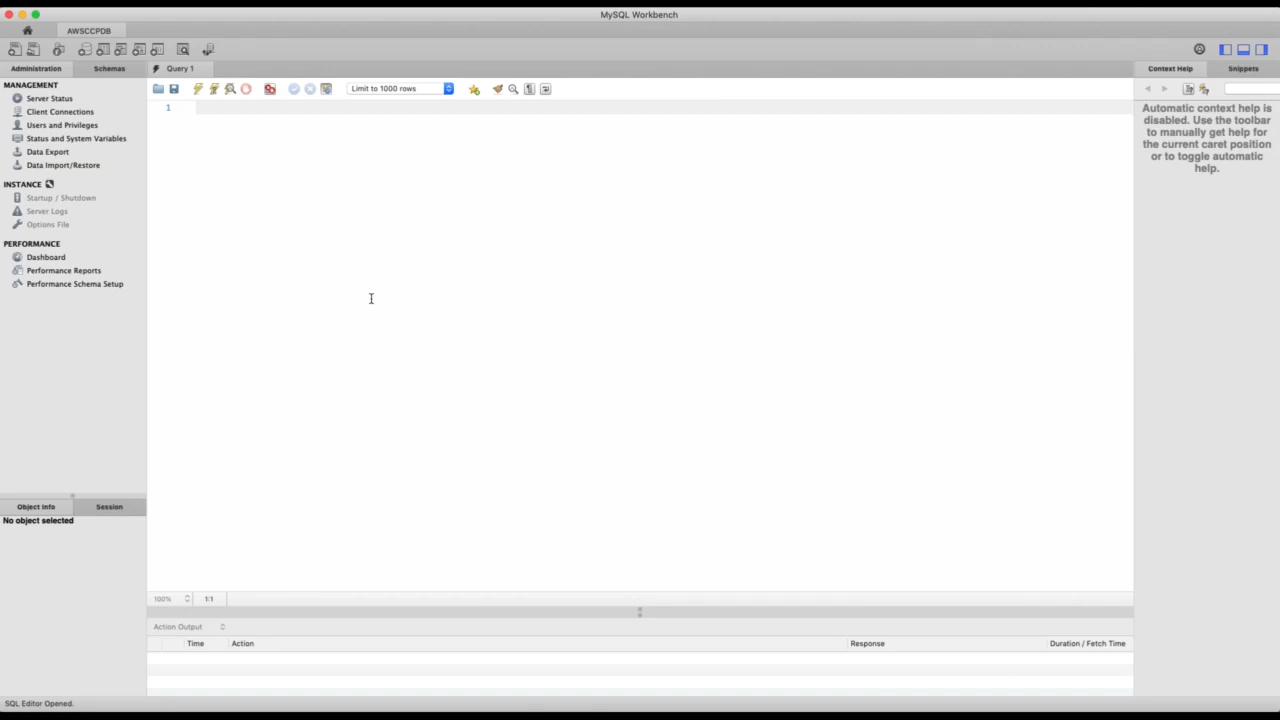 MySQL Workbench
AWSCCPDB
Administration
Schemas
Query 1
Context Help
Snippets
MANAGEMENT
Server Status
Client Connections
Users and Privileges
Status and System Variables
Data Export
Data Import/Restore
INSTANCE
Startup / Shutdown
Server Logs
Options File
PERFORMANCE
Dashboard
Performance Reports
Performance Schema Setup
Limit to 1000 rows
1
Automatic context help is
disabled. Use the toolbar
to manually get help for
the current caret position
or to toggle automatic
help.
Object Info
Session
No object selected
100%
1:1
Action Output
Time
Action
Response
Duration / Fetch Time
SQL Editor Opened.